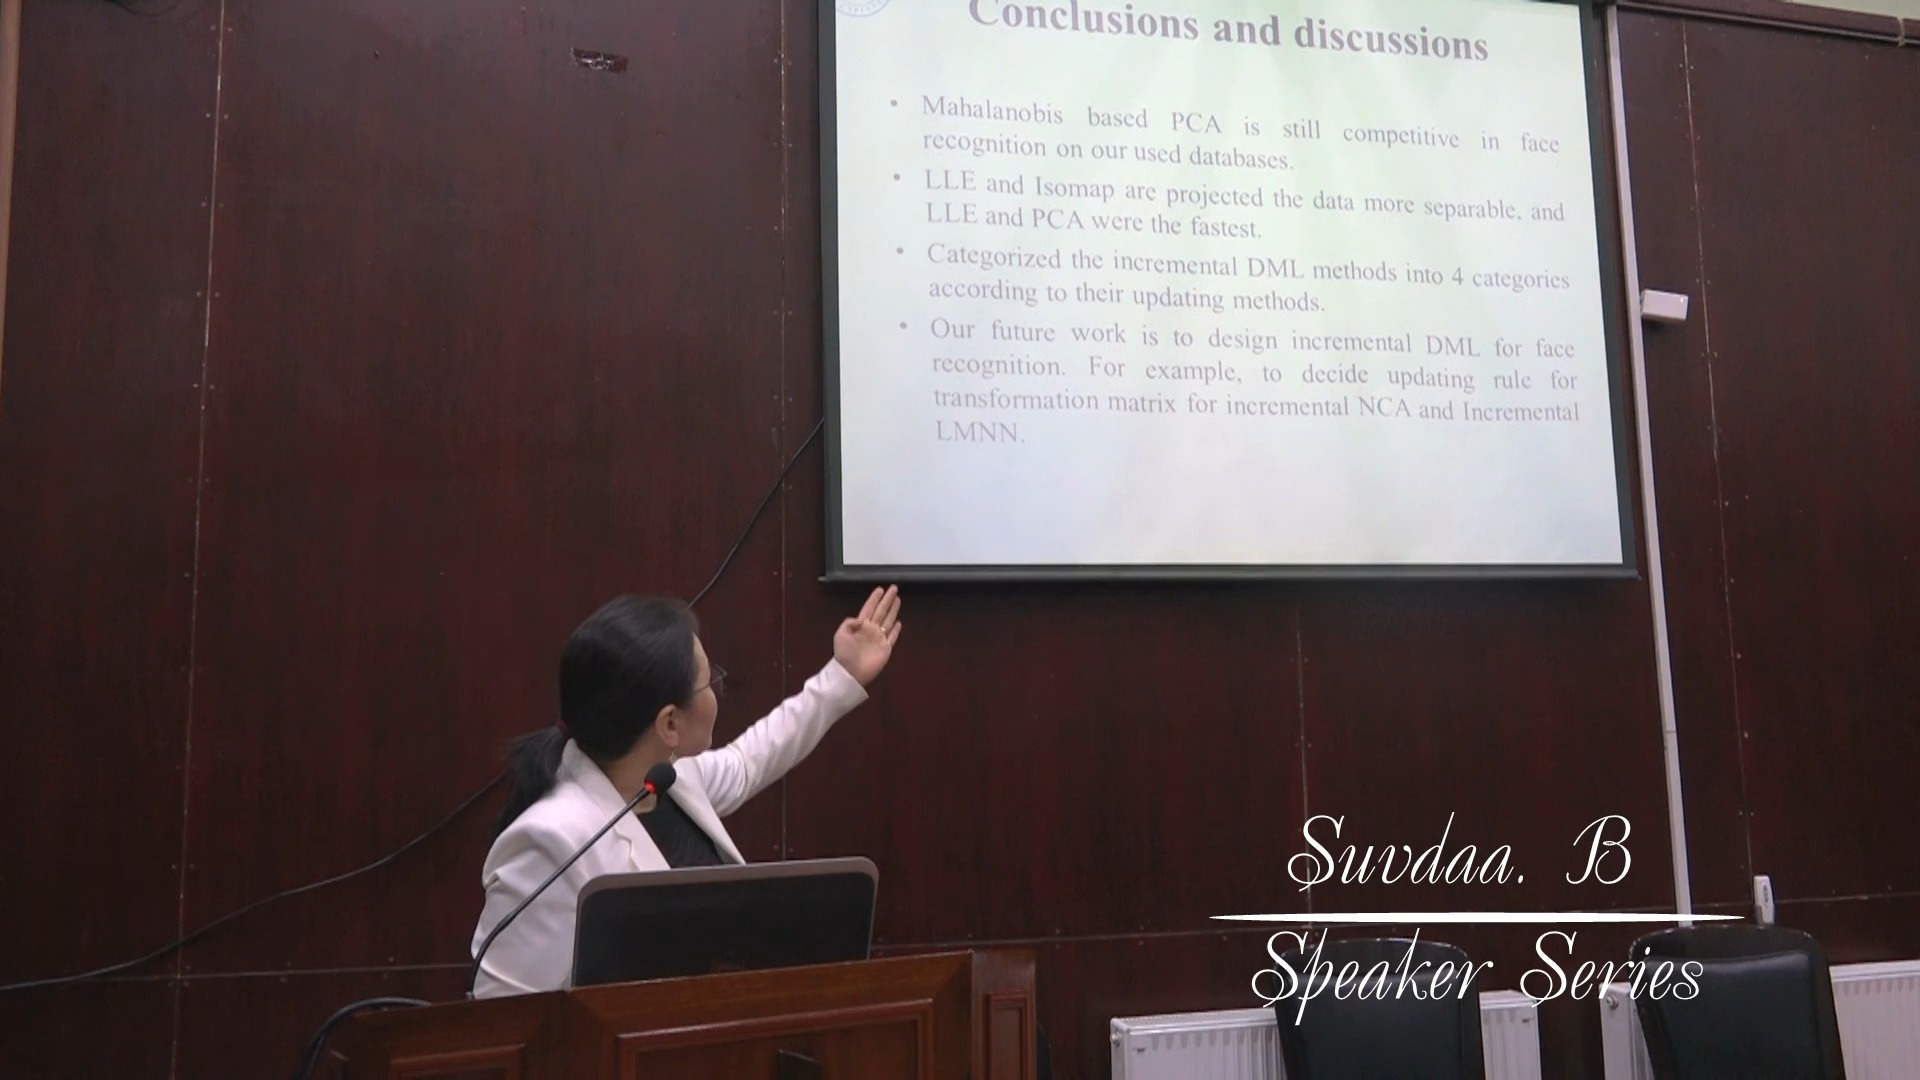 Conclusions and discussions
• Mahalanobis based PCA is still competitive in face
recognition on our used databases.
• LLE and Isomap are projected the data more separable, and
LLE and PCA were the fastest.
• Categorized the incremental DML methods into 4 categories
according to their updating methods.
• Our future work is to design incremental DML for face
recognition. For example, to decide updating rule for
transformation matrix for incremental NCA and Incremental
LMNN.
Suvdaa. B
Speaker Series